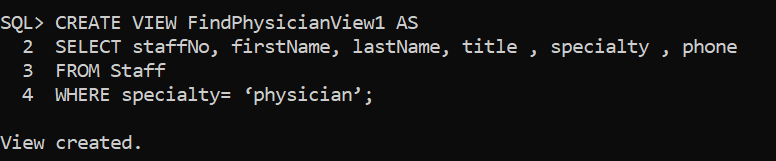 SQL> CREATE VIEW FindPhysicianView1 AS
2 SELECT staffNo, firstName, lastName, title , specialty , phone
3 FROM Staff
4 WHERE specialty= ‘physician’;
View created.